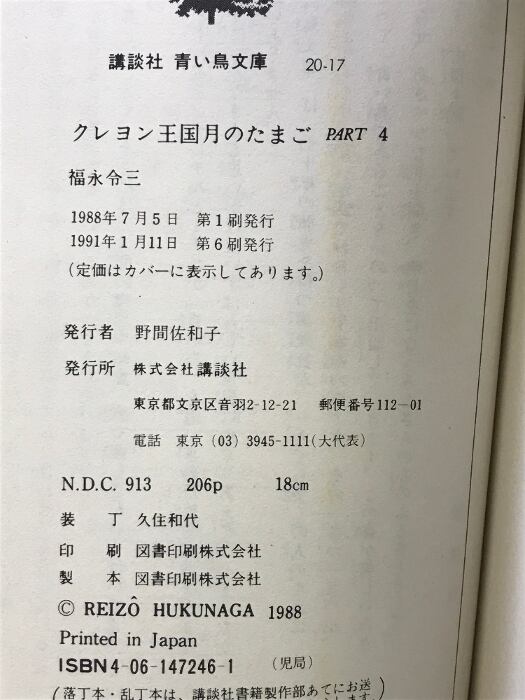 講談社 青い鳥文庫 20-17
クレヨン王国月のたまご PART 4
福永令三
1988年7月5日 第1刷発行
1991年1月11日 第6刷発行
(定価はカバーに表示してあります。)
発行者 野間佐和子
発行所 株式会社講談社
東京都文京区音羽2-12-21 郵便番号112-01
電話 東京 (03) 3945-1111(大代表)
N.D.C. 913 206p 18cm
装 丁 久住和代
印 刷 図書印刷株式会社
製 本 図書印刷株式会社
© REIZÔ HUKUNAGA 1988
Printed in Japan
ISBN4-06-147246-1 (児局)
(落丁本・乱丁本は、講談社書籍製作部あてにお送